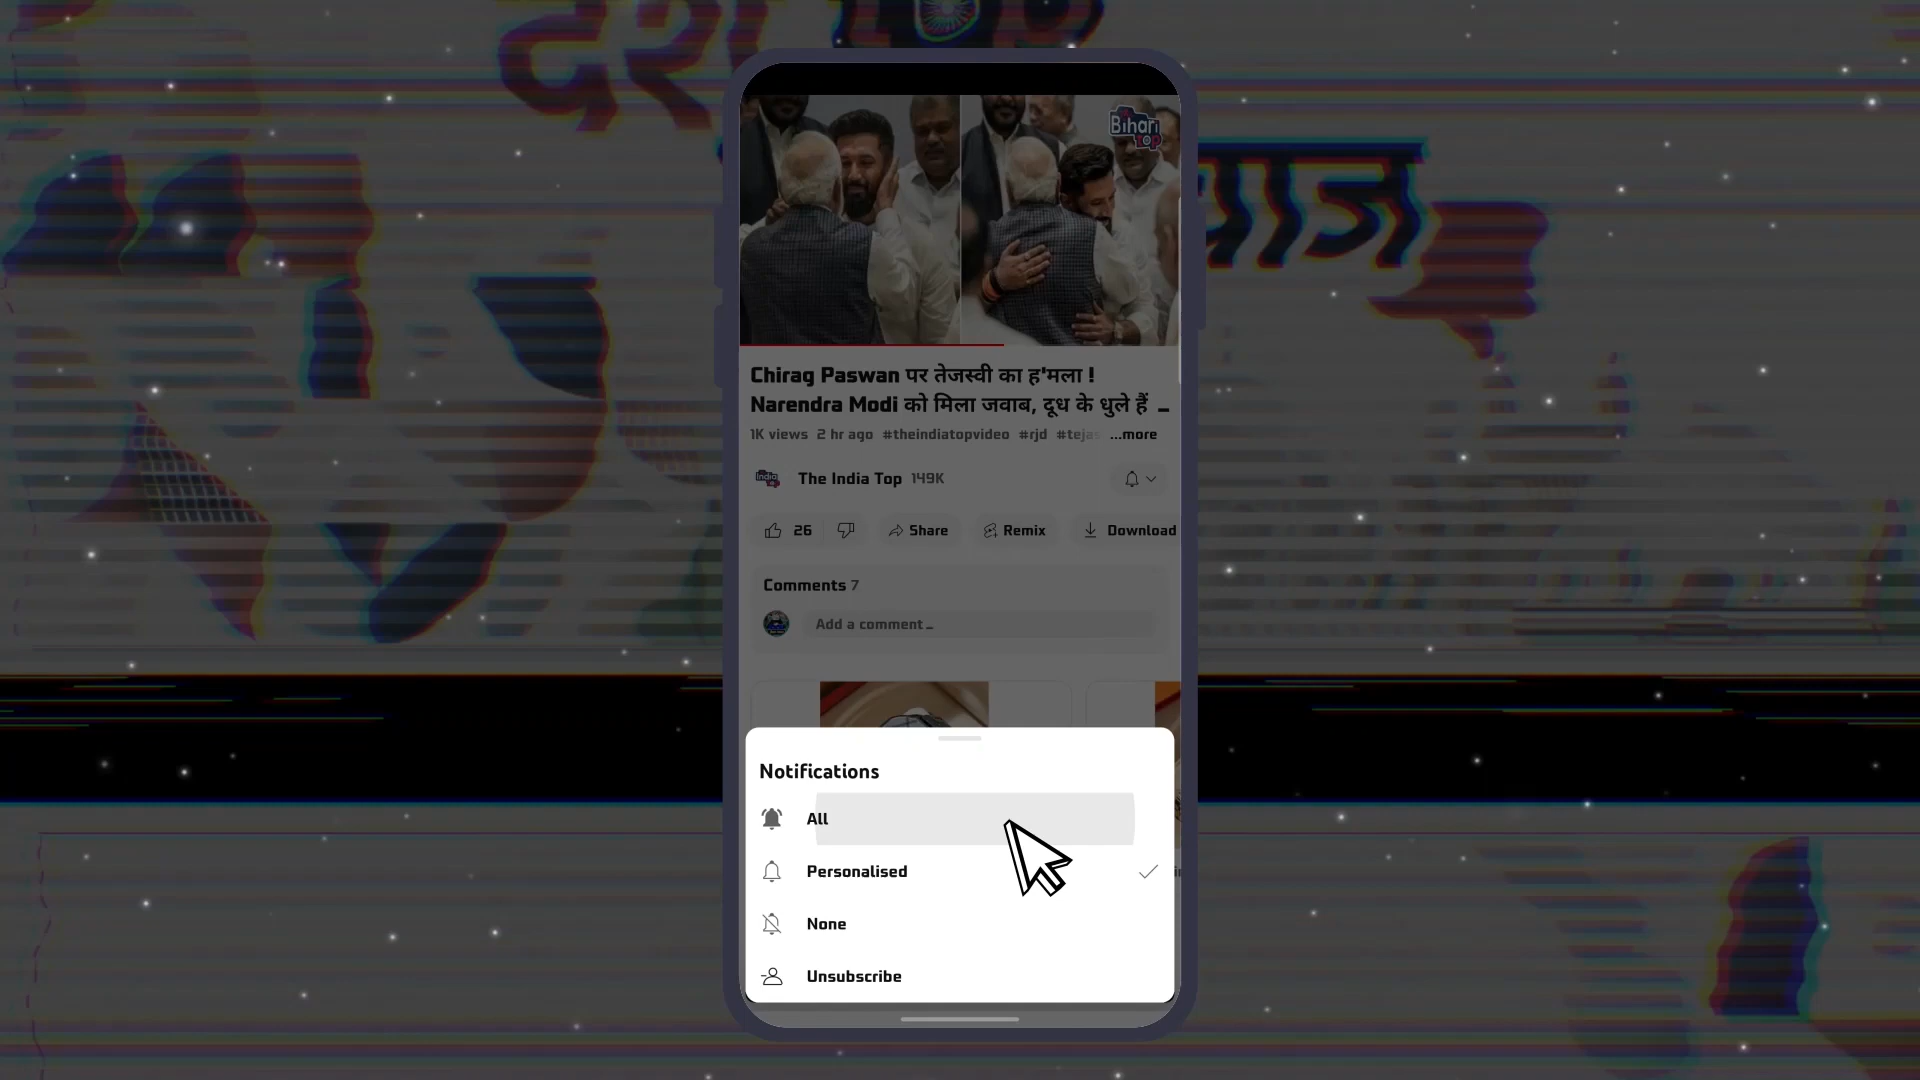 देश
वाज
Bihari
TOP
Chirag Paswan पर तेजस्वी का ह'मला !
Narendra Modi को मिला जवाब, दूध के धुले हैं ...
1K views 2 hr ago #theindiatopvideo #rjd #tejas ...more
India
The India Top 149K
26 Share Remix Download
Comments 7
Add a comment...
Notifications
All
Personalised
None
Unsubscribe